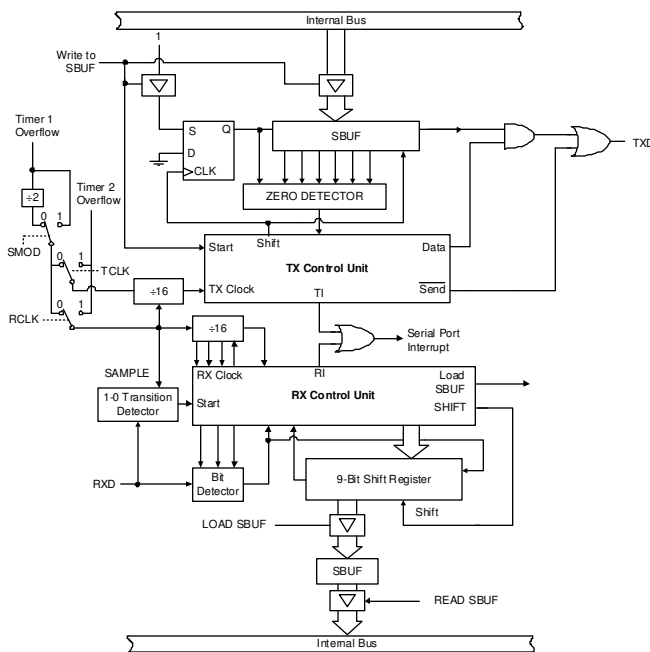 Internal Bus
1
Write to
SBUF
S
Q
D
CLK
SBUF
TXD
Timer 1
Overflow
÷2
Timer 2
Overflow
ZERO DETECTOR
0
1
SMOD
Shift
Start
Data
0
1
TCLK
TX Control Unit
÷16
TX Clock
Send
TI
0
1
RCLK
÷16
Serial Port
Interrupt
SAMPLE
RX Clock
RI
Load
SBUF
1-0 Transition
Detector
Start
RX Control Unit
SHIFT
RXD
Bit
Detector
9-Bit Shift Register
Shift
LOAD SBUF
SBUF
READ SBUF
Internal Bus